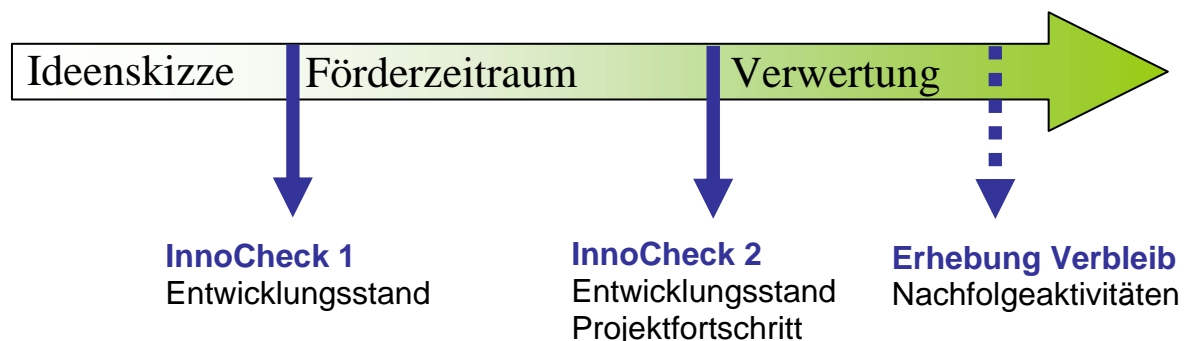 Ideenskizze
Förderzeitraum
Verwertung
InnoCheck 1
Entwicklungsstand
InnoCheck 2
Entwicklungsstand
Projektfortschritt
Erhebung Verbleib
Nachfolgeaktivitäten